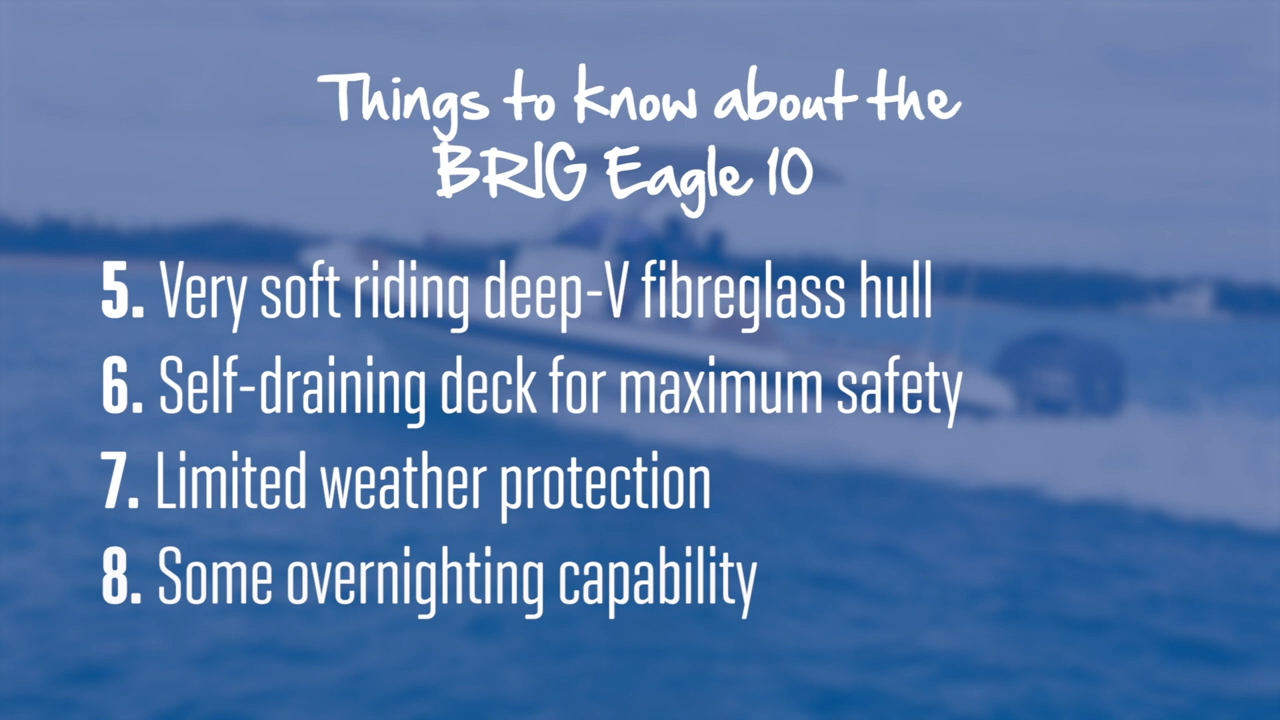 Things to know about the
BRIG Eagle 10
5. Very soft riding deep-V fibreglass hull
6. Self-draining deck for maximum safety
7. Limited weather protection
8. Some overnighting capability